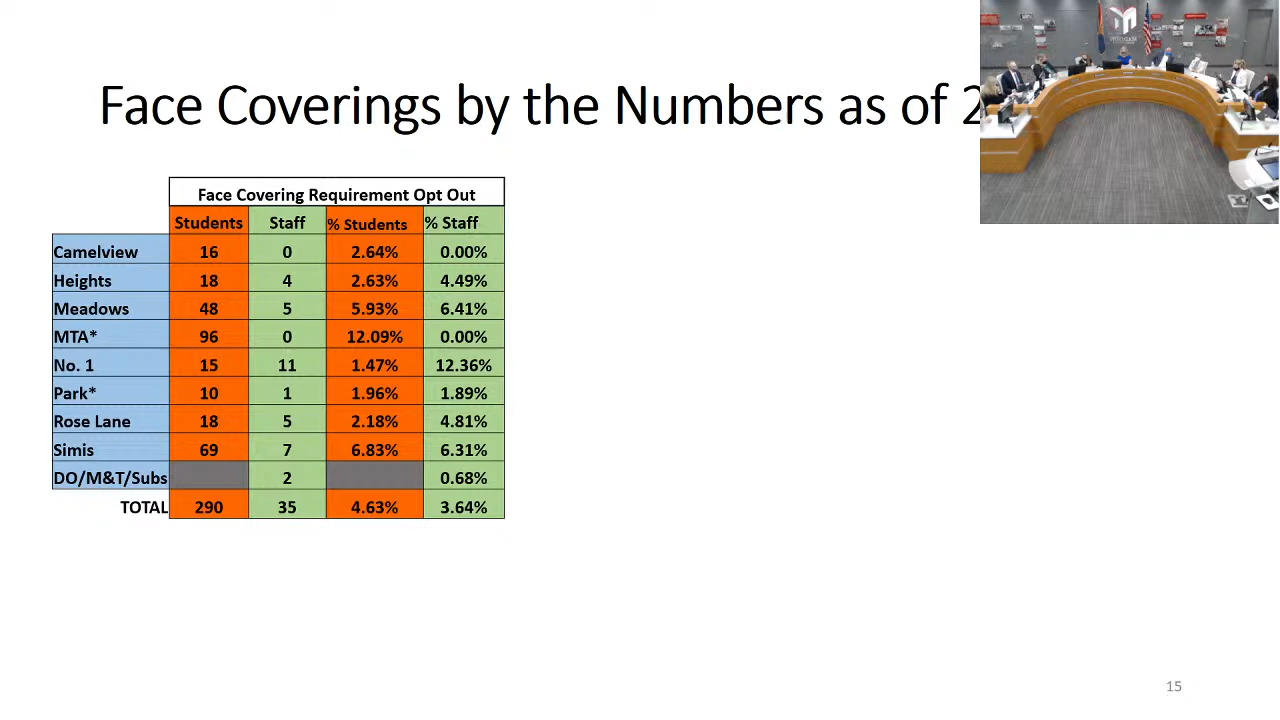 Face Coverings by the Numbers as of 2
Face Covering Requirement Opt Out
Students Staff % Students % Staff
Camelview 16 0 2.64% 0.00%
Heights 18 4 2.63% 4.49%
Meadows 48 5 5.93% 6.41%
MTA* 96 0 12.09% 0.00%
No. 1 15 11 1.47% 12.36%
Park* 10 1 1.96% 1.89%
Rose Lane 18 5 2.18% 4.81%
Simis 69 7 6.83% 6.31%
DO/M&T/Subs 2 0.68%
TOTAL 290 35 4.63% 3.64%
15